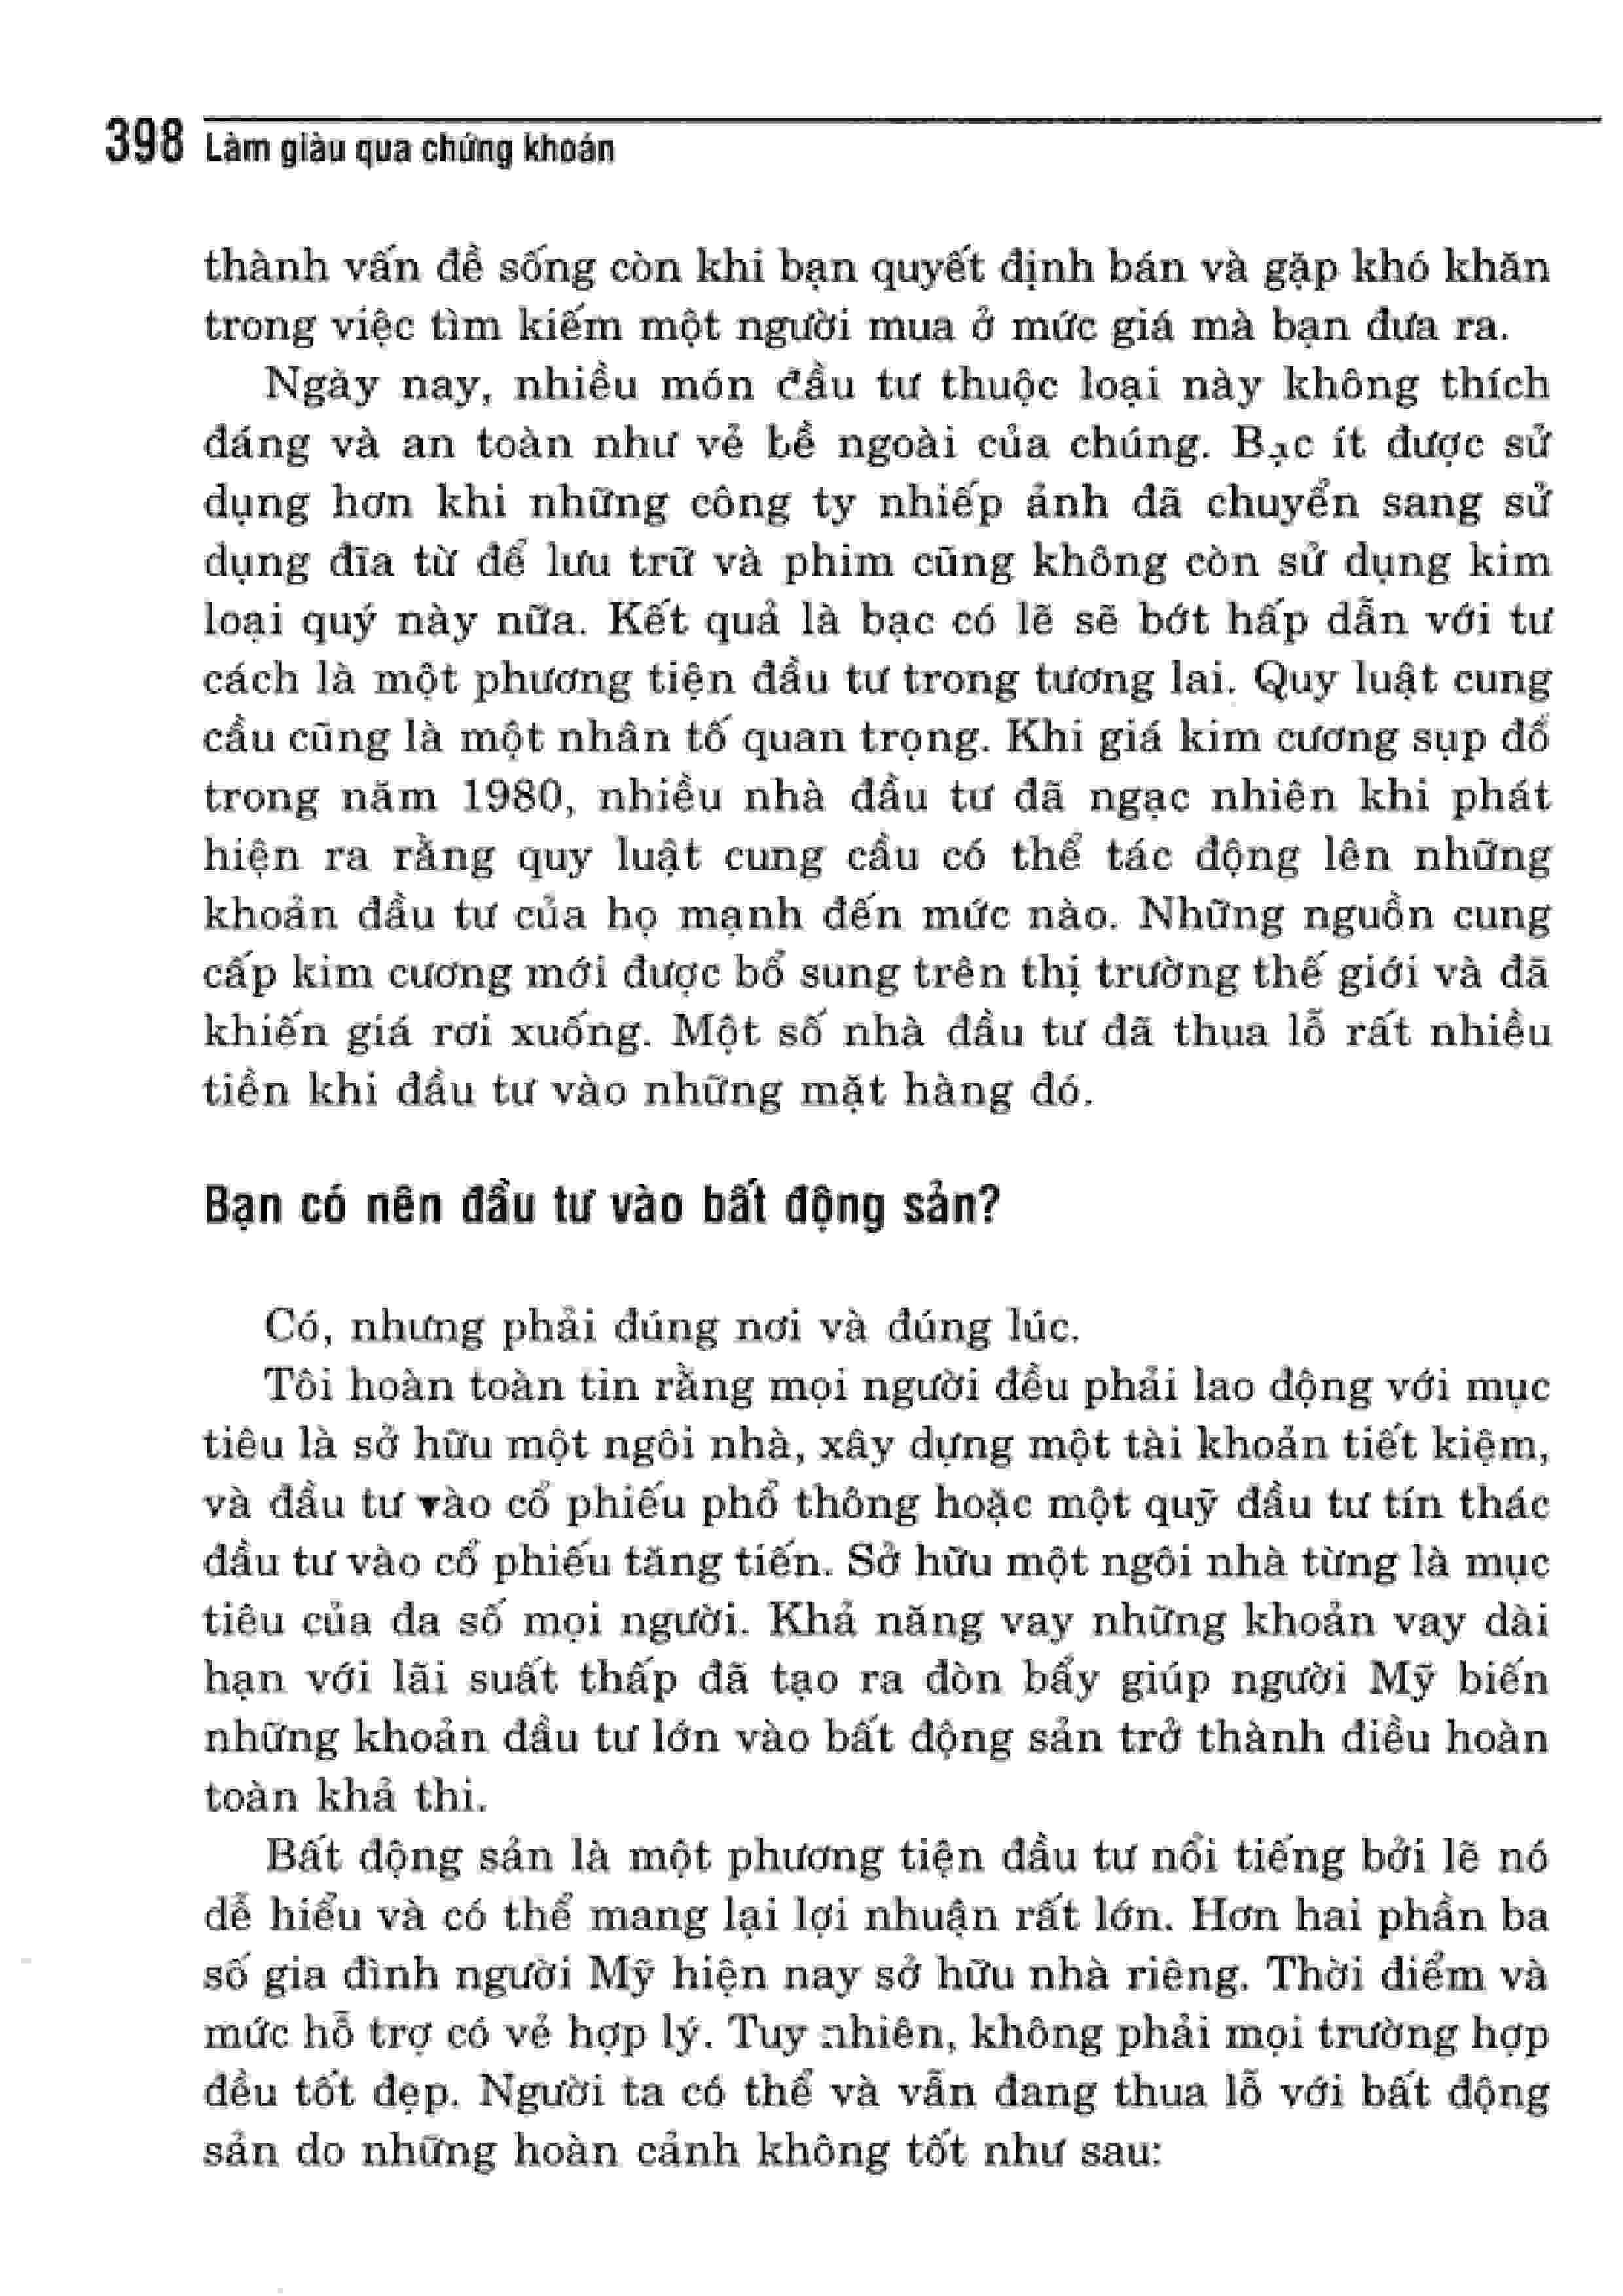 398 Làm giàu qua chứng khoán
thành vấn đề sống còn khi bạn quyết định bán và gặp khó khăn
trong việc tìm kiếm một người mua ở mức giá mà bạn đưa ra.
Ngày nay, nhiều món đầu tư thuộc loại này không thích
đáng và an toàn như vẻ bề ngoài của chúng. Bạc ít được sử
dụng hơn khi những công ty nhiếp ảnh đã chuyển sang sử
dụng đĩa từ để lưu trữ và phim cũng không còn sử dụng kim
loại quý này nữa. Kết quả là bạc có lẽ sẽ bớt hấp dẫn với tư
cách là một phương tiện đầu tư trong tương lai. Quy luật cung
cầu cũng là một nhân tố quan trọng. Khi giá kim cương sụp đổ
trong năm 1980, nhiều nhà đầu tư đã ngạc nhiên khi phát
hiện ra rằng quy luật cung cầu có thể tác động lên những
khoản đầu tư của họ mạnh đến mức nào. Những nguồn cung
cấp kim cương mới được bổ sung trên thị trường thế giới và đã
khiến giá rơi xuống. Một số nhà đầu tư đã thua lỗ rất nhiều
tiền khi đầu tư vào những mặt hàng đó.
Bạn có nên đầu tư vào bất động sản?
Có, nhưng phải đúng nơi và đúng lúc.
Tôi hoàn toàn tin rằng mọi người đều phải lao động với mục
tiêu là sở hữu một ngôi nhà, xây dựng một tài khoản tiết kiệm,
và đầu tư vào cổ phiếu phổ thông hoặc một quỹ đầu tư tín thác
đầu tư vào cổ phiếu tăng tiến. Sở hữu một ngôi nhà từng là mục
tiêu của đa số mọi người. Khả năng vay những khoản vay dài
hạn với lãi suất thấp đã tạo ra đòn bẩy giúp người Mỹ biến
những khoản đầu tư lớn vào bất động sản trở thành điều hoàn
toàn khả thi.
Bất động sản là một phương tiện đầu tư nổi tiếng bởi lẽ nó
dễ hiểu và có thể mang lại lợi nhuận rất lớn. Hơn hai phần ba
số gia đình người Mỹ hiện nay sở hữu nhà riêng. Thời điểm và
mức hỗ trợ có vẻ hợp lý. Tuy nhiên, không phải mọi trường hợp
đều tốt đẹp. Người ta có thể và vẫn đang thua lỗ với bất động
sản do những hoàn cảnh không tốt như sau: